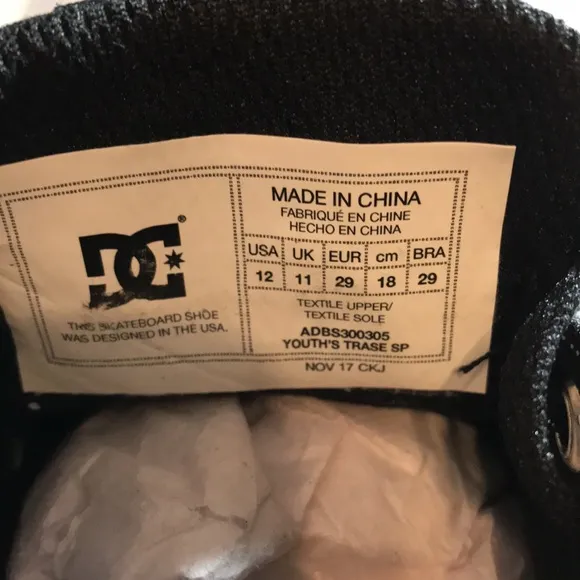 DC®
THIS SKATEBOARD SHOE
WAS DESIGNED IN THE USA.
MADE IN CHINA
FABRIQUÉ EN CHINE
HECHO EN CHINA
USA UK EUR cm BRA
12 11 29 18 29
TEXTILE UPPER/
TEXTILE SOLE
ADBS300305
YOUTH'S TRASE SP
NOV 17 CKJ